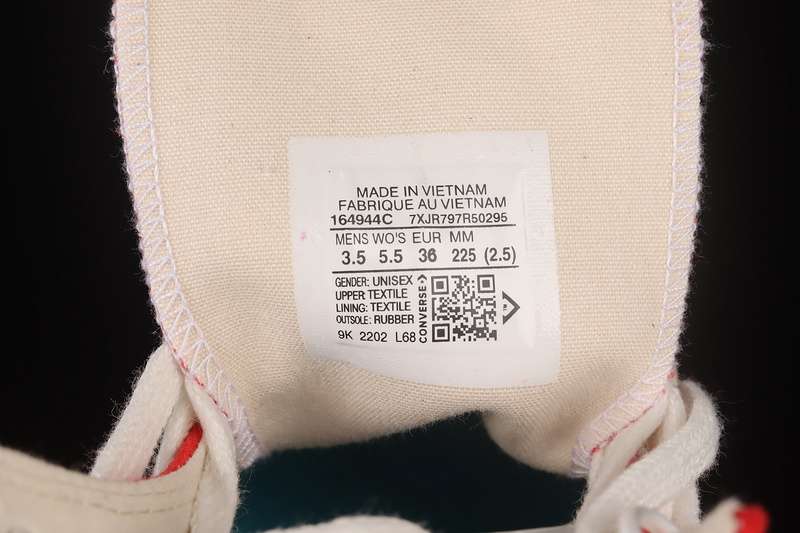 MADE IN VIETNAM
FABRIQUE AU VIETNAM
164944C 7XJR797R50295
MENS WO'S EUR MM
3.5 5.5 36 225 (2.5)
GENDER: UNISEX
UPPER: TEXTILE
LINING: TEXTILE
OUTSOLE: RUBBER
9K 2202 L68
CONVERSE